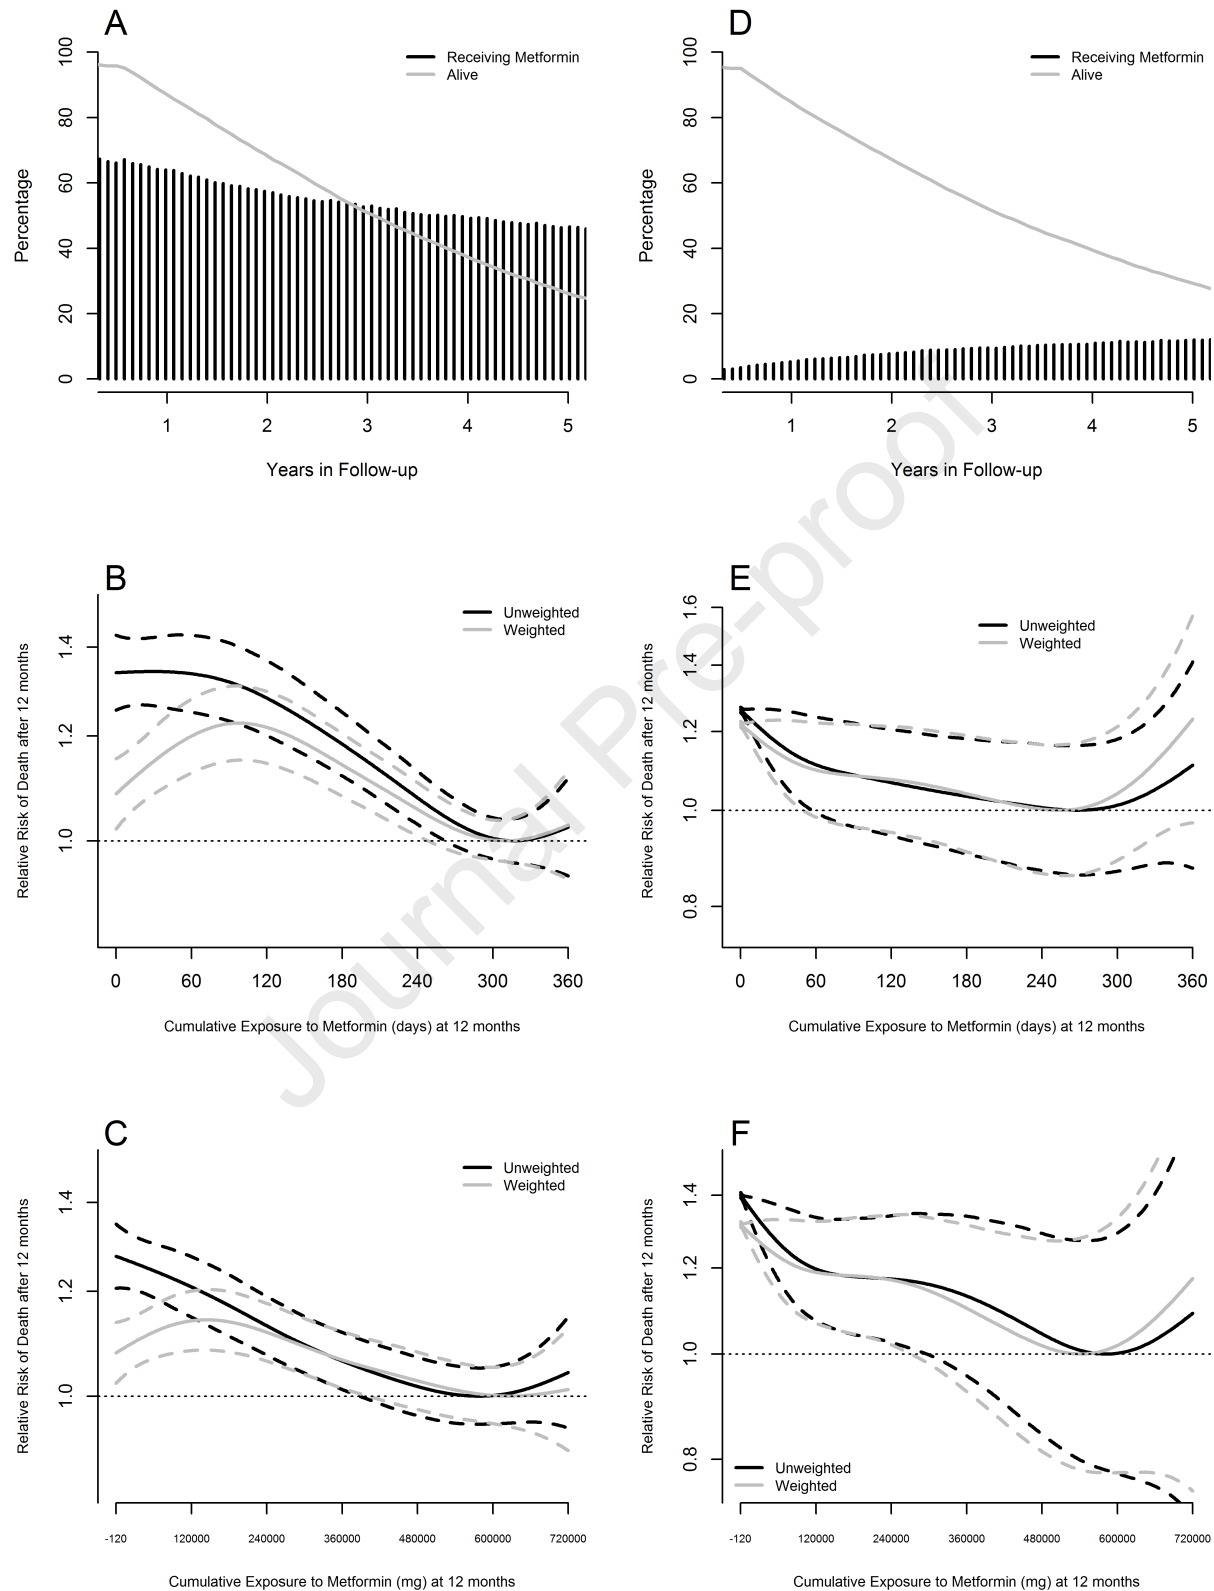 A
Receiving Metformin
Alive
Percentage
0 20 40 60 80 100
1 2 3 4 5
Years in Follow-up
D
Receiving Metformin
Alive
Percentage
0 20 40 60 80 100
1 2 3 4 5
Years in Follow-up
B
Unweighted
Weighted
Relative Risk of Death after 12 months
1.0 1.2 1.4
0 60 120 180 240 300 360
Cumulative Exposure to Metformin (days) at 12 months
E
Unweighted
Weighted
Relative Risk of Death after 12 months
0.8 1.0 1.2 1.4 1.6
0 60 120 180 240 300 360
Cumulative Exposure to Metformin (days) at 12 months
C
Unweighted
Weighted
Relative Risk of Death after 12 months
1.0 1.2 1.4
-120 120000 240000 360000 480000 600000 720000
Cumulative Exposure to Metformin (mg) at 12 months
F
Unweighted
Weighted
Relative Risk of Death after 12 months
0.8 1.0 1.2 1.4
-120 120000 240000 360000 480000 600000 720000
Cumulative Exposure to Metformin (mg) at 12 months
Journal Pre-proof